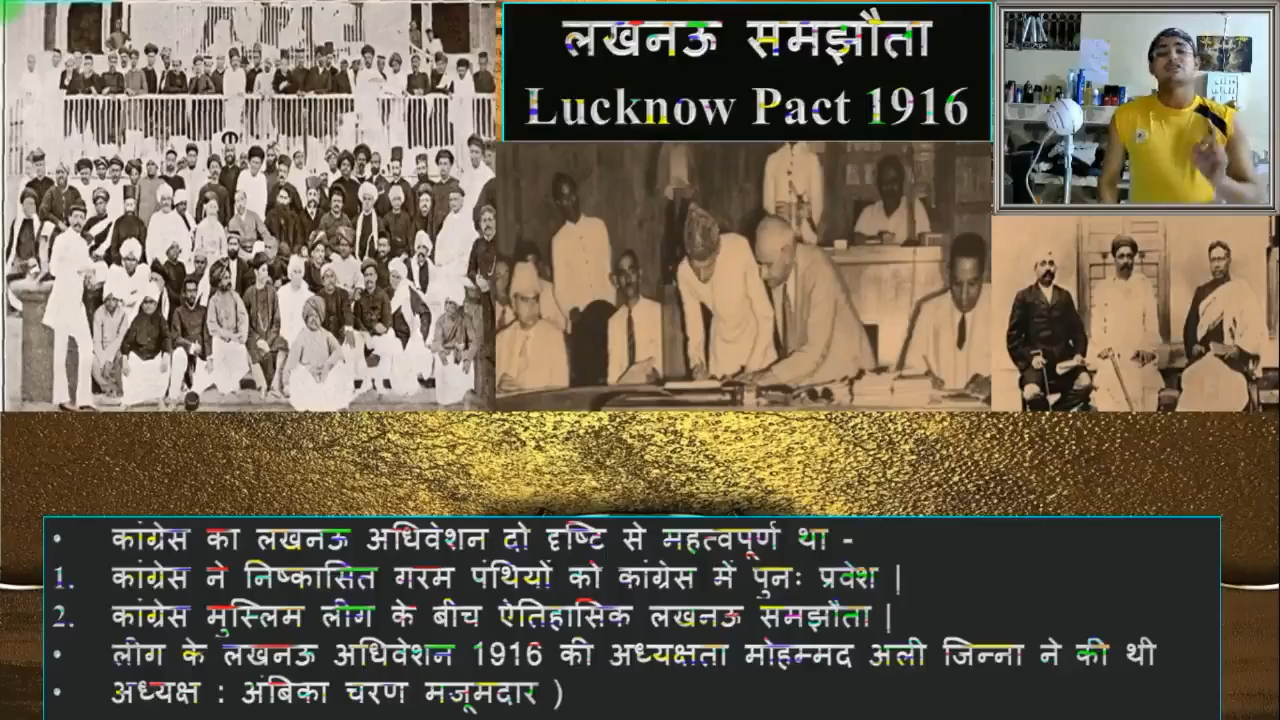 लखनऊ समझौता
Lucknow Pact 1916
• कांग्रेस का लखनऊ अधिवेशन दो दृष्टि से महत्वपूर्ण था -
1. कांग्रेस ने निष्कासित गरम पंथियों को कांग्रेस में पुनः प्रवेश |
2. कांग्रेस मुस्लिम लीग के बीच ऐतिहासिक लखनऊ समझौता |
• लीग के लखनऊ अधिवेशन 1916 की अध्यक्षता मोहम्मद अली जिन्ना ने की थी
• अध्यक्ष : अंबिका चरण मजूमदार )